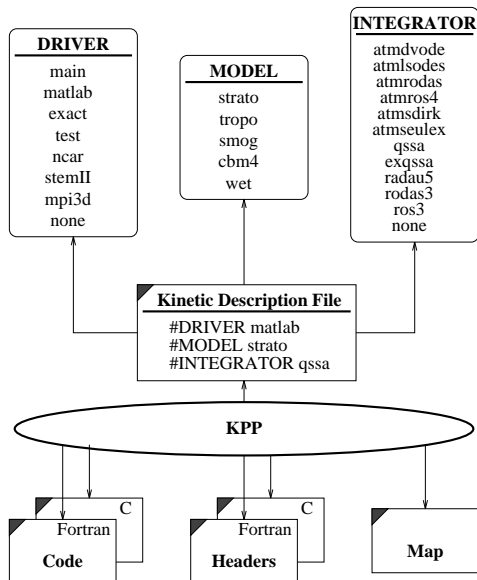 DRIVER
main
matlab
exact
test
ncar
stemII
mpi3d
none
MODEL
strato
tropo
smog
cbm4
wet
INTEGRATOR
atmdvode
atmlsodes
atmrodas
atmros4
atmsdirk
atmseulex
qssa
exqssa
radau5
rodas3
ros3
none
Kinetic Description File
#DRIVER matlab
#MODEL strato
#INTEGRATOR qssa
KPP
C
Fortran
Code
C
Fortran
Headers
Map